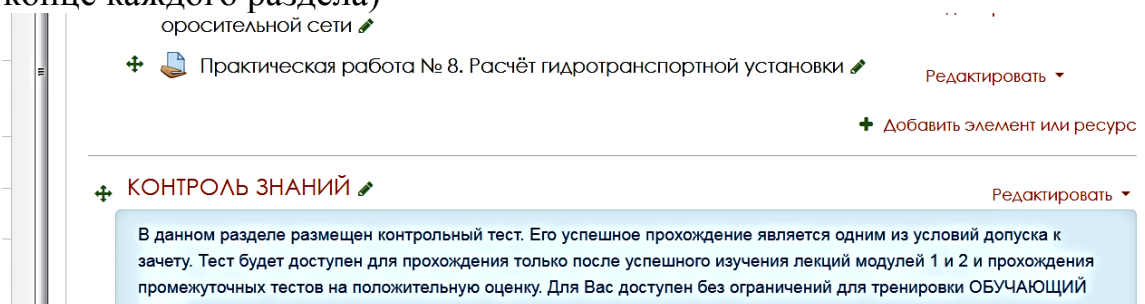 конце каждого раздела)
оросительной сети
Практическая работа № 8. Расчёт гидротранспортной установки
Редактировать
Добавить элемент или ресурс
КОНТРОЛЬ ЗНАНИЙ
Редактировать
В данном разделе размещен контрольный тест. Его успешное прохождение является одним из условий допуска к
зачету. Тест будет доступен для прохождения только после успешного изучения лекций модулей 1 и 2 и прохождения
промежуточных тестов на положительную оценку. Для Вас доступен без ограничений для тренировки ОБУЧАЮЩИЙ